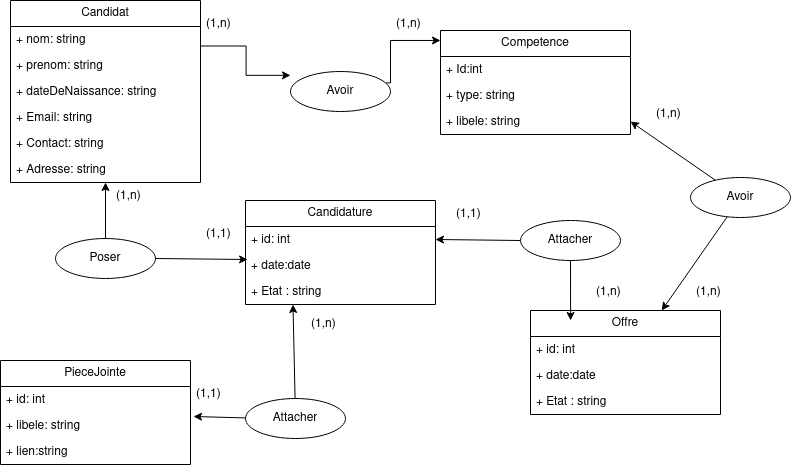 Candidat
+ nom: string
+ prenom: string
+ dateDeNaissance: string
+ Email: string
+ Contact: string
+ Adresse: string
(1,n)
Avoir
(1,n)
Competence
+ Id:int
+ type: string
+ libele: string
(1,n)
Avoir
(1,n)
(1,n)
Poser
(1,1)
Candidature
+ id: int
+ date:date
+ Etat : string
(1,1)
Attacher
(1,n)
Offre
+ id: int
+ date:date
+ Etat : string
(1,n)
PieceJointe
+ id: int
+ libele: string
+ lien:string
(1,1)
Attacher